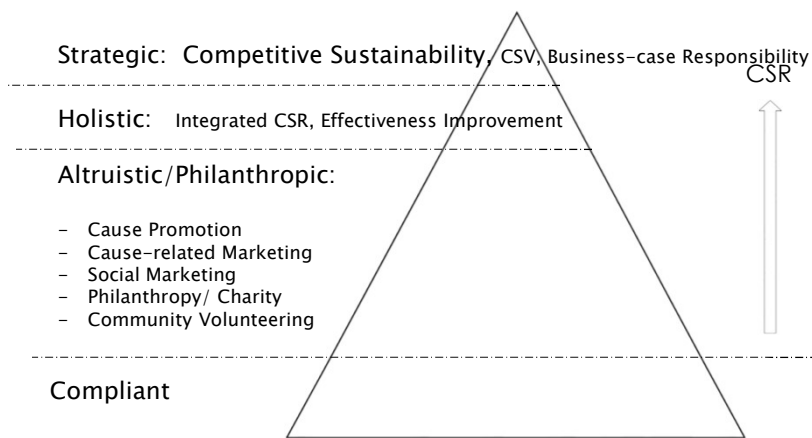 Strategic: Competitive Sustainability, CSV, Business-case Responsibility
CSR
Holistic: Integrated CSR, Effectiveness Improvement
Altruistic/Philanthropic:
- Cause Promotion
- Cause-related Marketing
- Social Marketing
- Philanthropy/ Charity
- Community Volunteering
Compliant